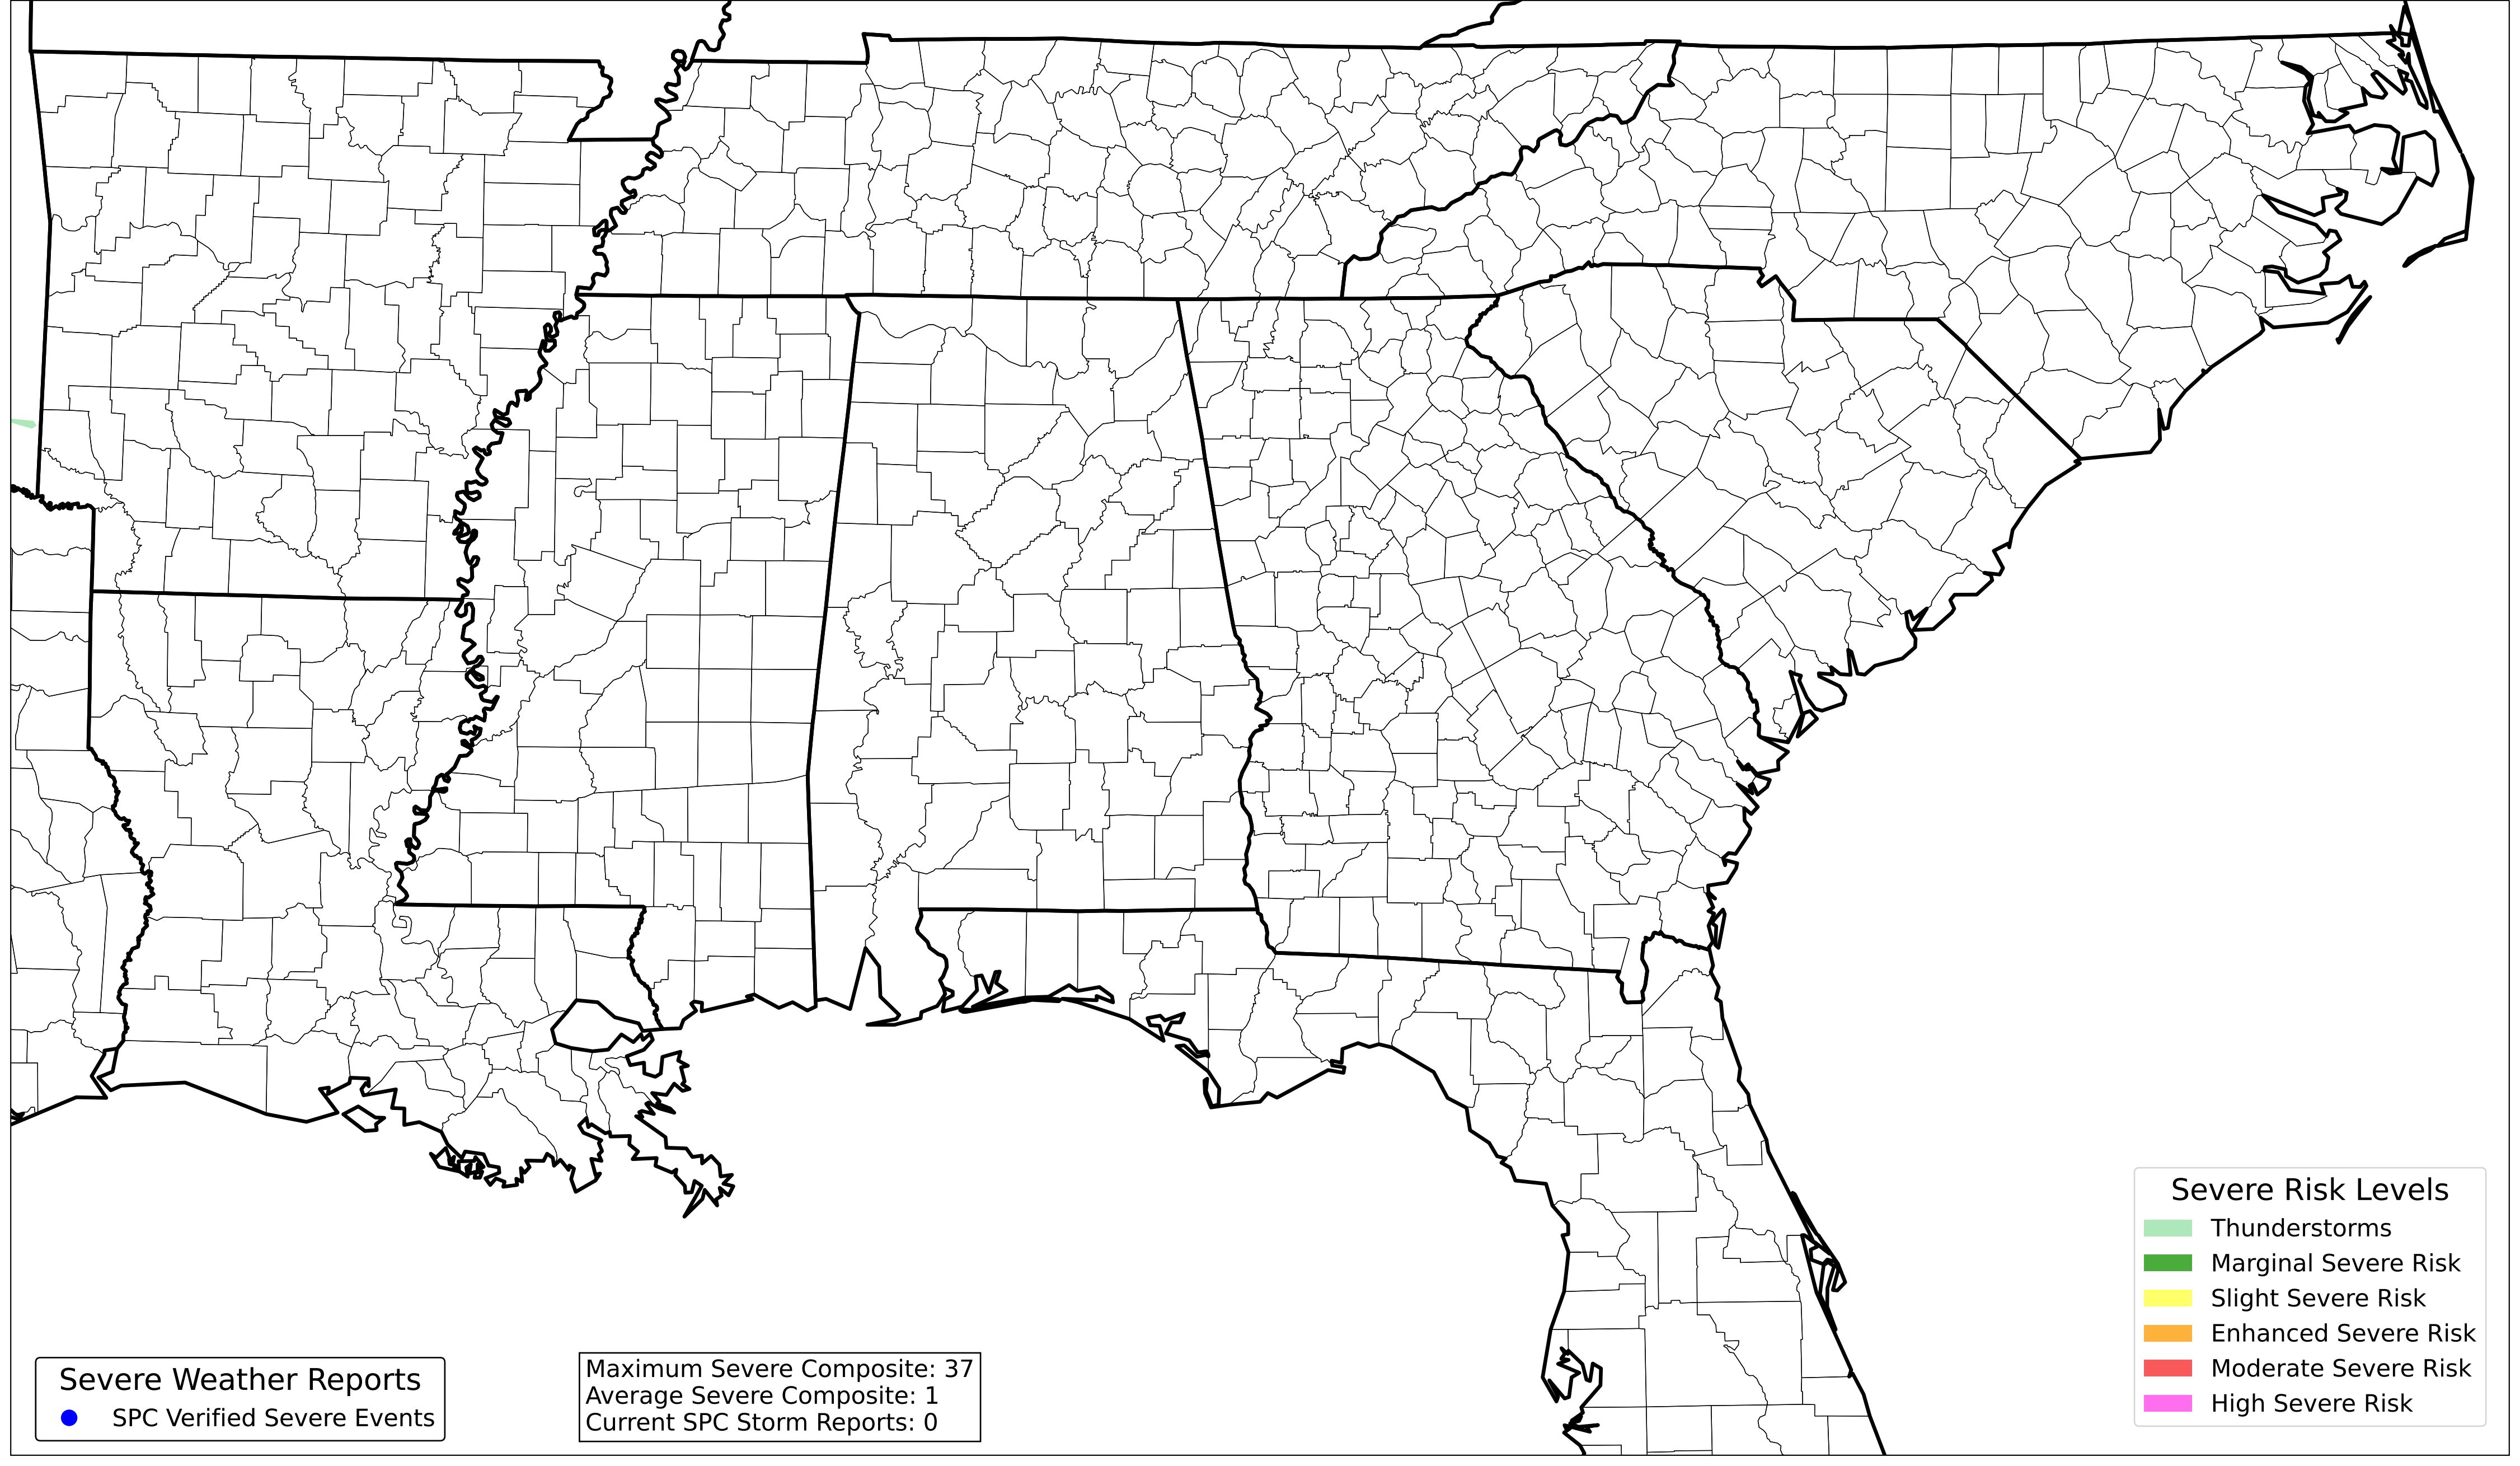 Severe Risk Levels
Thunderstorms
Marginal Severe Risk
Slight Severe Risk
Enhanced Severe Risk
Moderate Severe Risk
High Severe Risk
Severe Weather Reports
SPC Verified Severe Events
Maximum Severe Composite: 37
Average Severe Composite: 1
Current SPC Storm Reports: 0